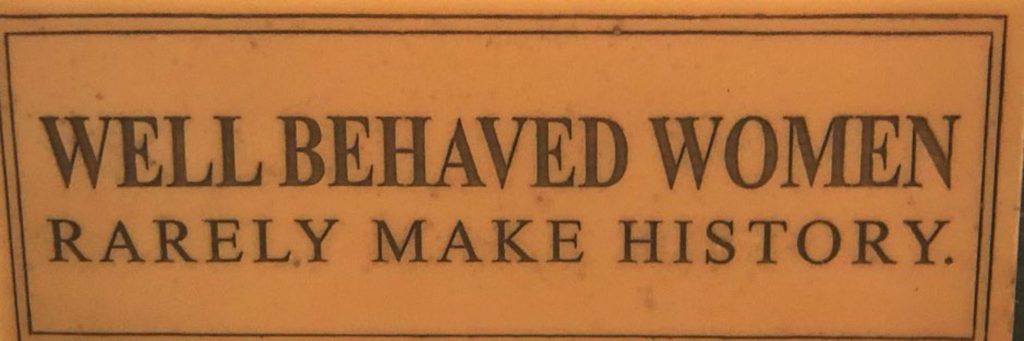 WELL BEHAVED WOMEN
RARELY MAKE HISTORY.